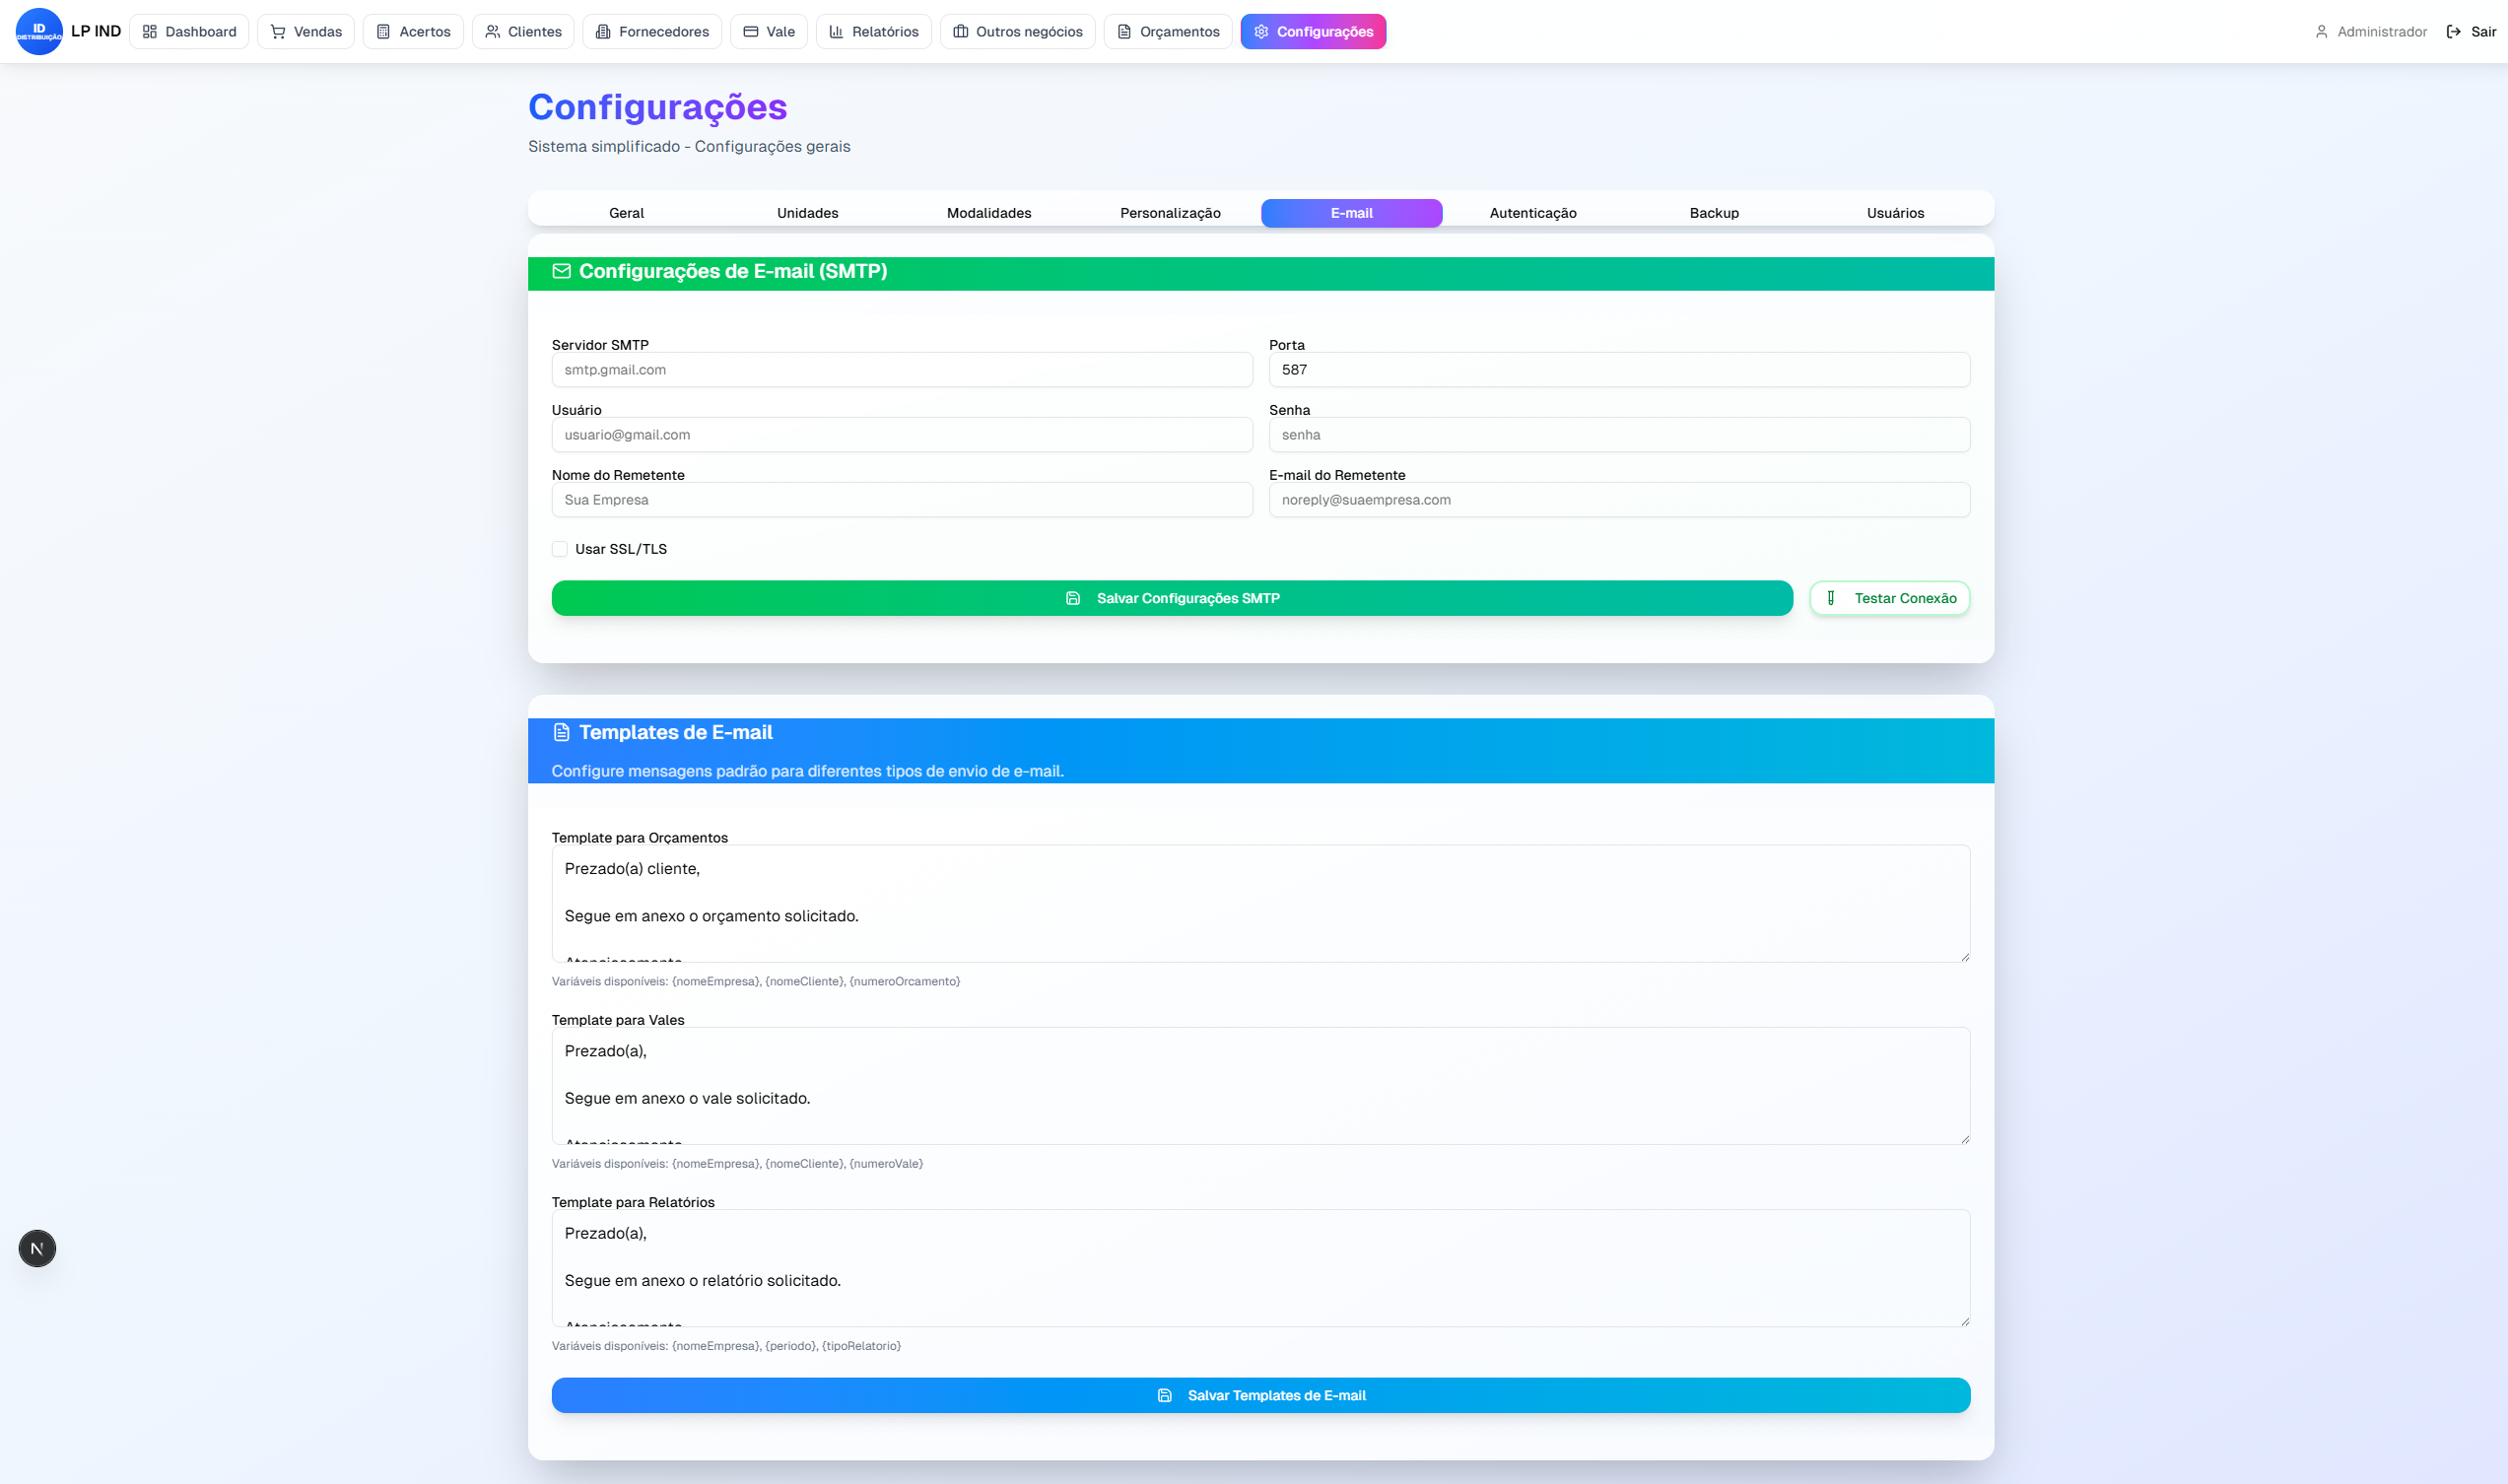 ID
DISTRIBUIÇÃO
LP IND
Dashboard
Vendas
Acertos
Clientes
Fornecedores
Vale
Relatórios
Outros negócios
Orçamentos
Configurações
Administrador
Sair
Configurações
Sistema simplificado - Configurações gerais
Geral
Unidades
Modalidades
Personalização
E-mail
Autenticação
Backup
Usuários
Configurações de E-mail (SMTP)
Servidor SMTP
smtp.gmail.com
Porta
587
Usuário
usuario@gmail.com
Senha
senha
Nome do Remetente
Sua Empresa
E-mail do Remetente
noreply@suaempresa.com
Usar SSL/TLS
Salvar Configurações SMTP
Testar Conexão
Templates de E-mail
Configure mensagens padrão para diferentes tipos de envio de e-mail.
Template para Orçamentos
Prezado(a) cliente,
Segue em anexo o orçamento solicitado.
Variáveis disponíveis: {nomeEmpresa}, {nomeCliente}, {numeroOrcamento}
Template para Vales
Prezado(a),
Segue em anexo o vale solicitado.
Variáveis disponíveis: {nomeEmpresa}, {nomeCliente}, {numeroVale}
Template para Relatórios
Prezado(a),
Segue em anexo o relatório solicitado.
Variáveis disponíveis: {nomeEmpresa}, {periodo}, {tipoRelatorio}
Salvar Templates de E-mail
N